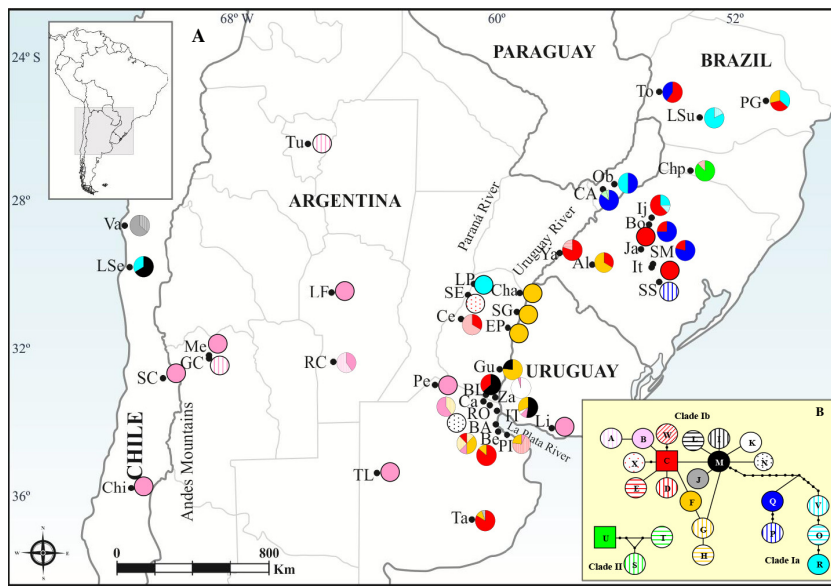 68° W
60°
52°
24° S
A
PARAGUAY
BRAZIL
To
LSu
PG
Tu
Ob
CA
Chp
28° S
ARGENTINA
Paraná River
Uruguay River
Va
Ij
Bo
Ja
SM
It
SS
Ya
Al
LSe
LF
LP
SE
Cha
Ce
SG
EP
32° S
Me
GC
SC
RC
Gu
URUGUAY
Pe
BL
Za
Ca
RO
IT
BA
Be
PI
Li
La Plata River
CHILE
Andes Mountains
Chi
TL
36° S
Ta
0
800
Km
N
B
Clade Ib
A
B
W
L
I
K
X
C
M
N
E
D
J
F
Q
V
G
P
O
H
R
U
T
S
Clade II
Clade Ia